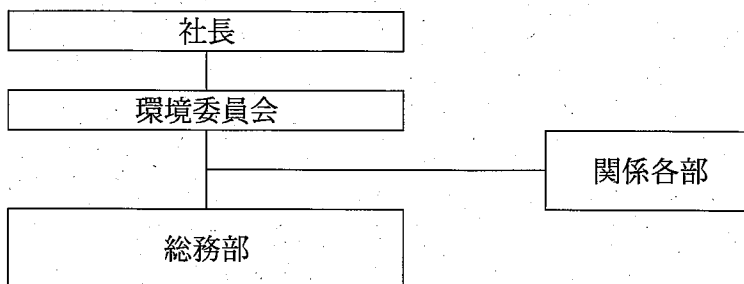 社長
環境委員会
関係各部
総務部